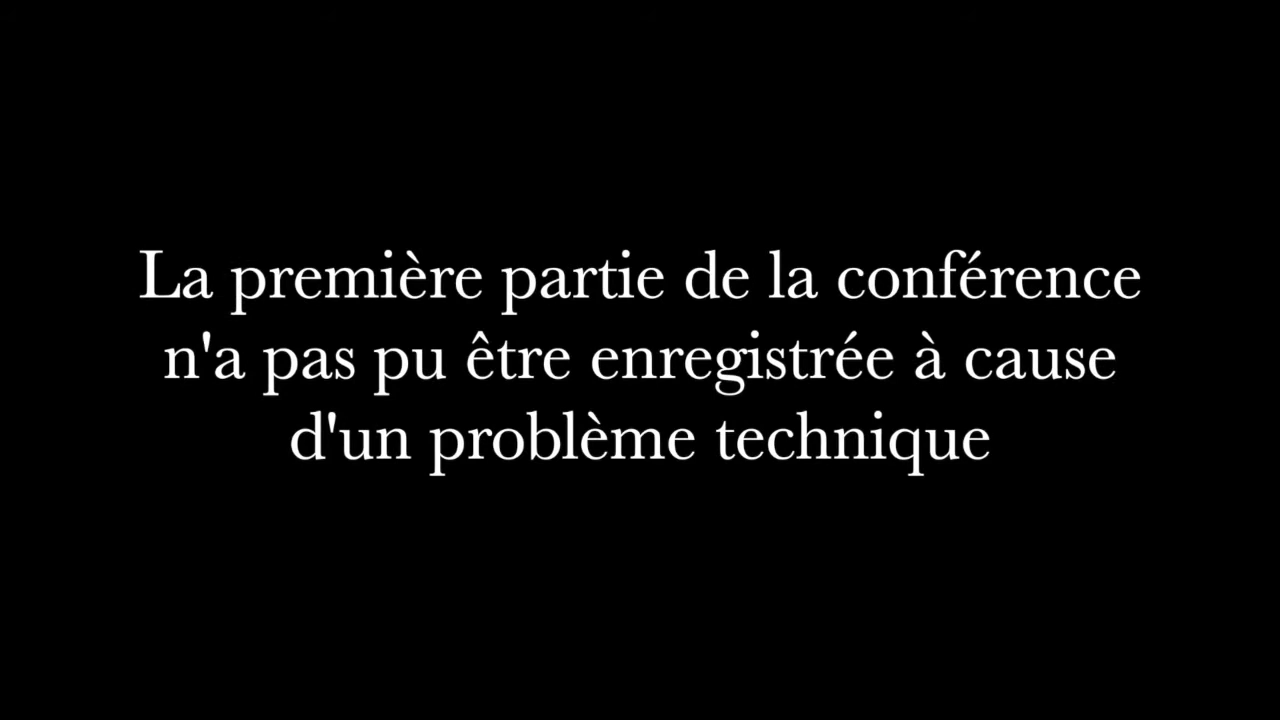 La première partie de la conférence
n'a pas pu être enregistrée à cause
d'un problème technique